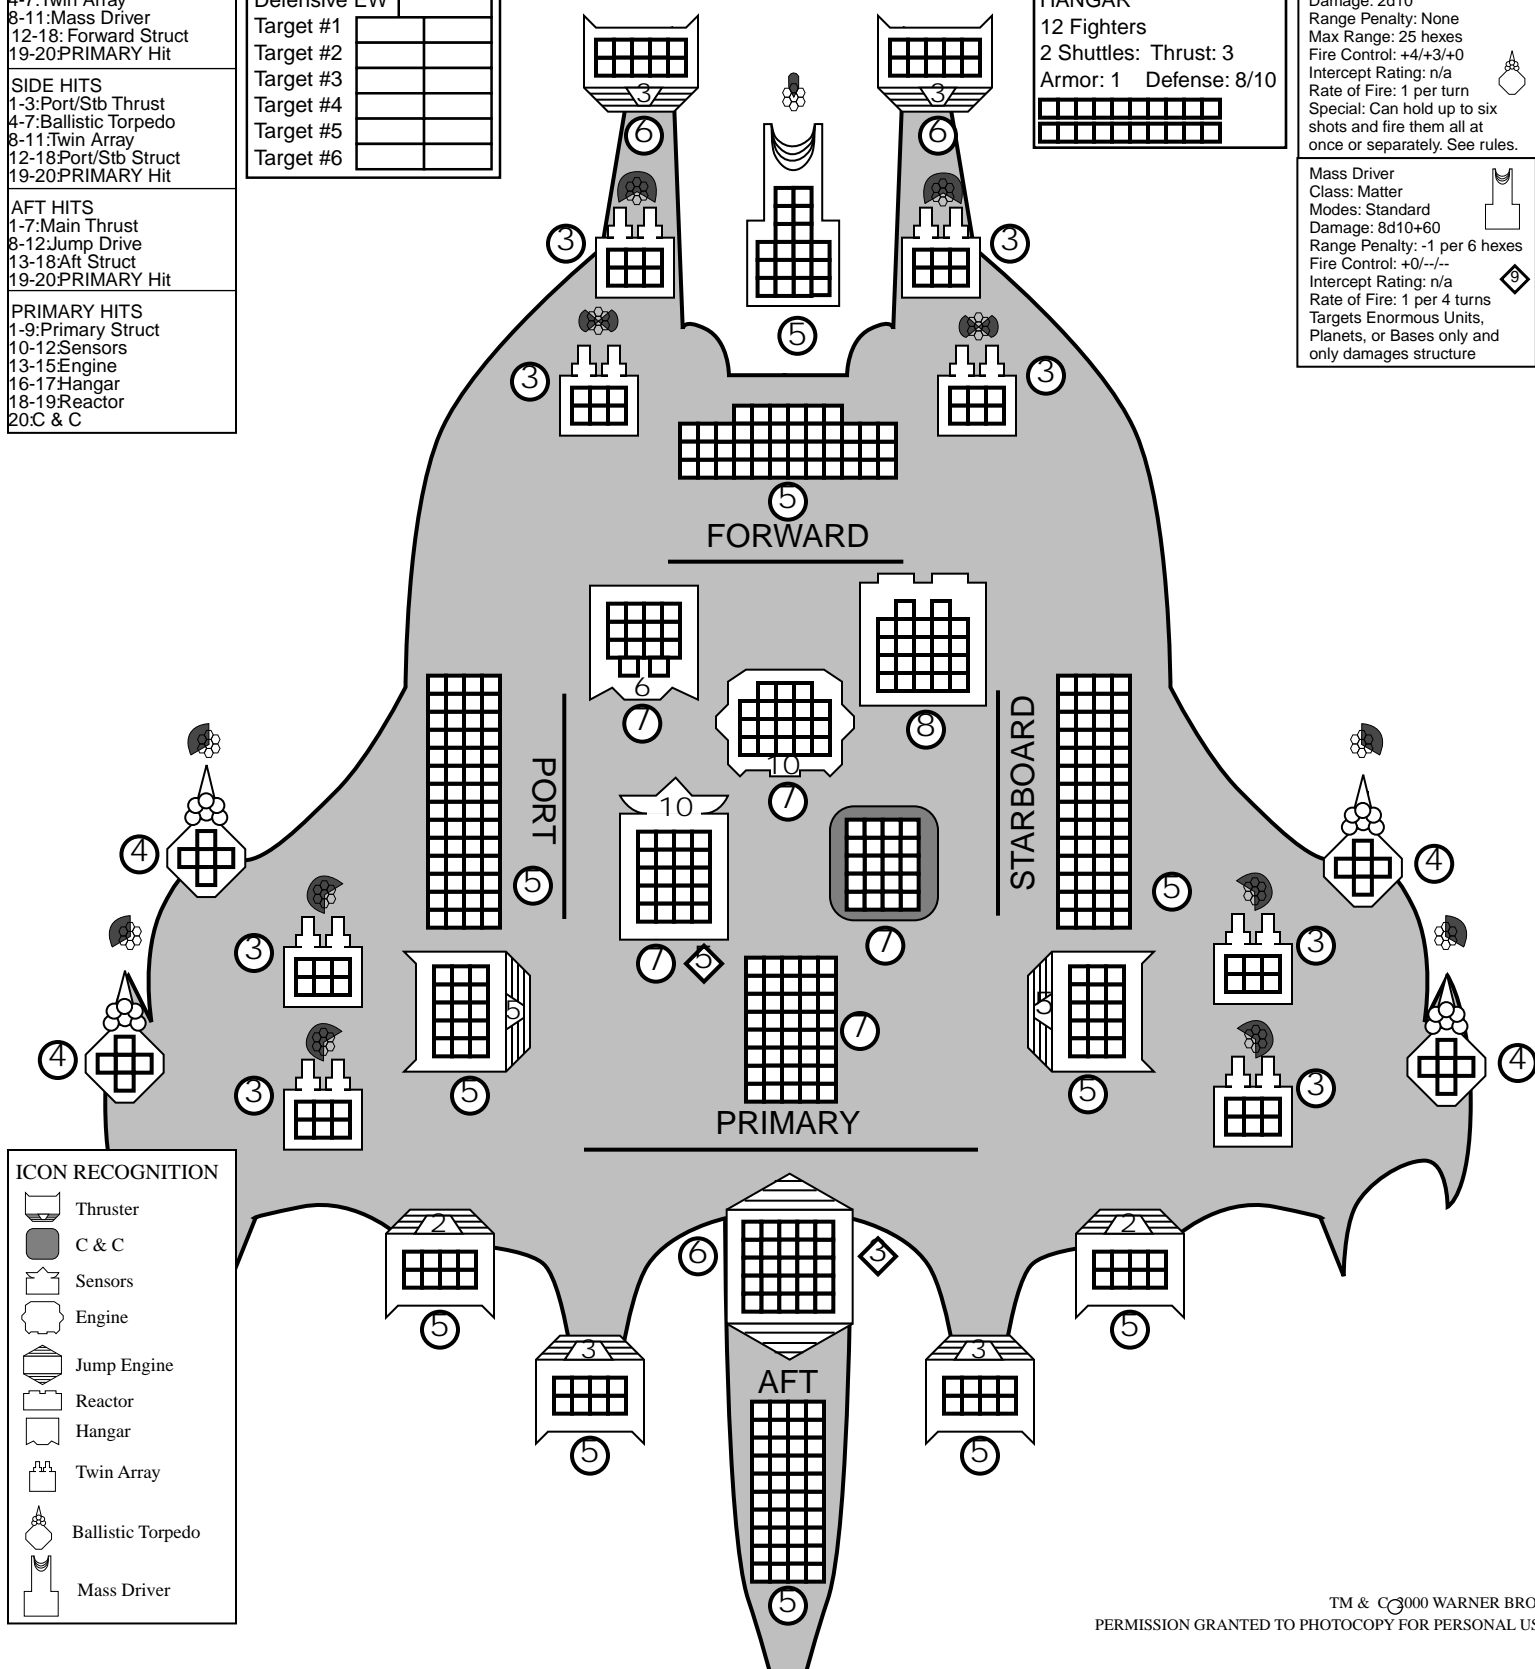 4-7:Twin Array
8-11:Mass Driver
12-18: Forward Struct
19-20:PRIMARY Hit
SIDE HITS
1-3:Port/Stb Thrust
4-7:Ballistic Torpedo
8-11:Twin Array
12-18:Port/Stb Struct
19-20:PRIMARY Hit
AFT HITS
1-7:Main Thrust
8-12:Jump Drive
13-18:Aft Struct
19-20:PRIMARY Hit
PRIMARY HITS
1-9:Primary Struct
10-12:Sensors
13-15:Engine
16-17:Hangar
18-19:Reactor
20:C & C
Defensive EW
Target #1
Target #2
Target #3
Target #4
Target #5
Target #6
HANGAR
12 Fighters
2 Shuttles: Thrust: 3
Armor: 1 Defense: 8/10
Damage: 2d10
Range Penalty: None
Max Range: 25 hexes
Fire Control: +4/+3/+0
Intercept Rating: n/a
Rate of Fire: 1 per turn
Special: Can hold up to six
shots and fire them all at
once or separately. See rules.
Mass Driver
Class: Matter
Modes: Standard
Damage: 8d10+60
Range Penalty: -1 per 6 hexes
Fire Control: +0/--/--
Intercept Rating: n/a
Rate of Fire: 1 per 4 turns
Targets Enormous Units,
Planets, or Bases only and
only damages structure
9
3
3
6
6
3
3
5
3
3
5
FORWARD
6
7
8
10
7
PORT
STARBOARD
10
5
5
4
4
7
5
7
3
3
5
5
7
4
4
3
3
5
5
PRIMARY
2
2
6
3
5
5
3
3
AFT
5
5
5
ICON RECOGNITION
Thruster
C & C
Sensors
Engine
Jump Engine
Reactor
Hangar
Twin Array
Ballistic Torpedo
Mass Driver
TM & C 2000 WARNER BRO
PERMISSION GRANTED TO PHOTOCOPY FOR PERSONAL US